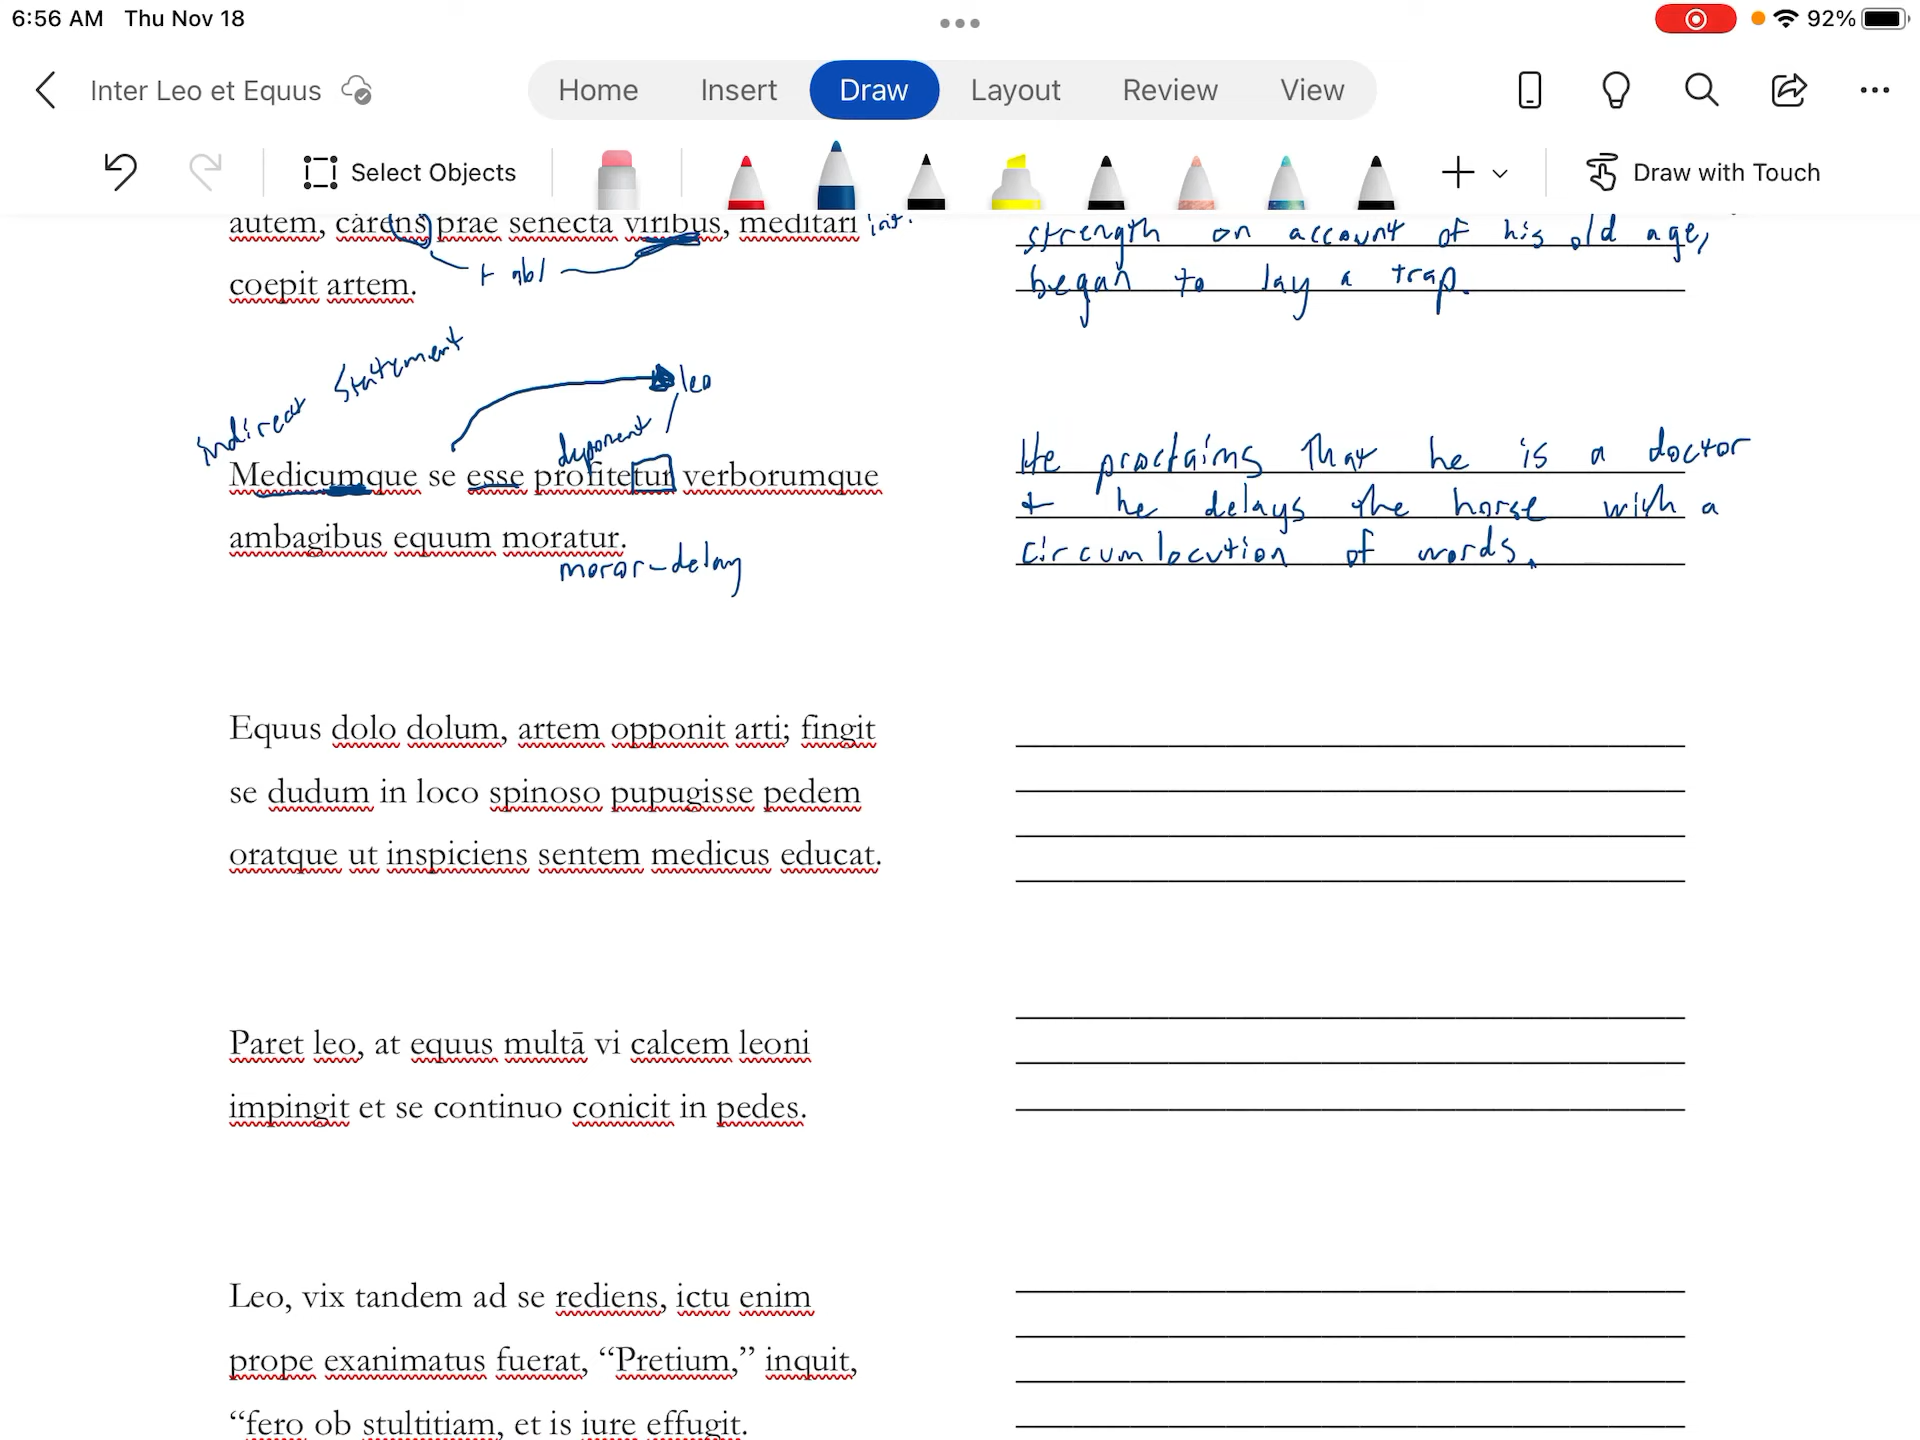 6:56 AM Thu Nov 18
92%
Inter Leo et Equus
Home Insert Draw Layout Review View
Select Objects
Draw with Touch
autem, carens prae senecta viribus, meditari inf.
+ abl
coepit artem.
strength on account of his old age,
began to lay a trap.
indirect statement
leo
deponent
Medicumque se esse profitetur verborumque
ambagibus equum moratur.
moror-delay
He proclaims that he is a doctor
+ he delays the horse with a
circumlocution of words.
Equus dolo dolum, artem opponit arti; fingit
se dudum in loco spinoso pupugisse pedem
oratque ut inspiciens sentem medicus educat.
Paret leo, at equus multā vi calcem leoni
impingit et se continuo conicit in pedes.
Leo, vix tandem ad se rediens, ictu enim
prope exanimatus fuerat, “Pretium,” inquit,
“fero ob stultitiam, et is iure effugit.